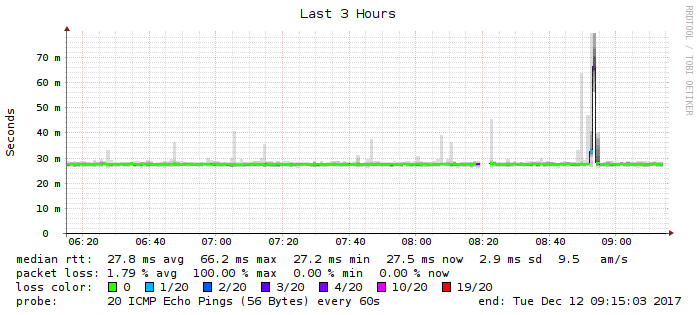 Last 3 Hours
RRDTOOL / TOBI OETIKER
Seconds
70 m
60 m
50 m
40 m
30 m
20 m
10 m
0
06:20 06:40 07:00 07:20 07:40 08:00 08:20 08:40 09:00
median rtt: 27.8 ms avg 66.2 ms max 27.2 ms min 27.5 ms now 2.9 ms sd 9.5 am/s
packet loss: 1.79 % avg 100.00 % max 0.00 % min 0.00 % now
loss color: 0 1/20 2/20 3/20 4/20 10/20 19/20
probe: 20 ICMP Echo Pings (56 Bytes) every 60s end: Tue Dec 12 09:15:03 2017